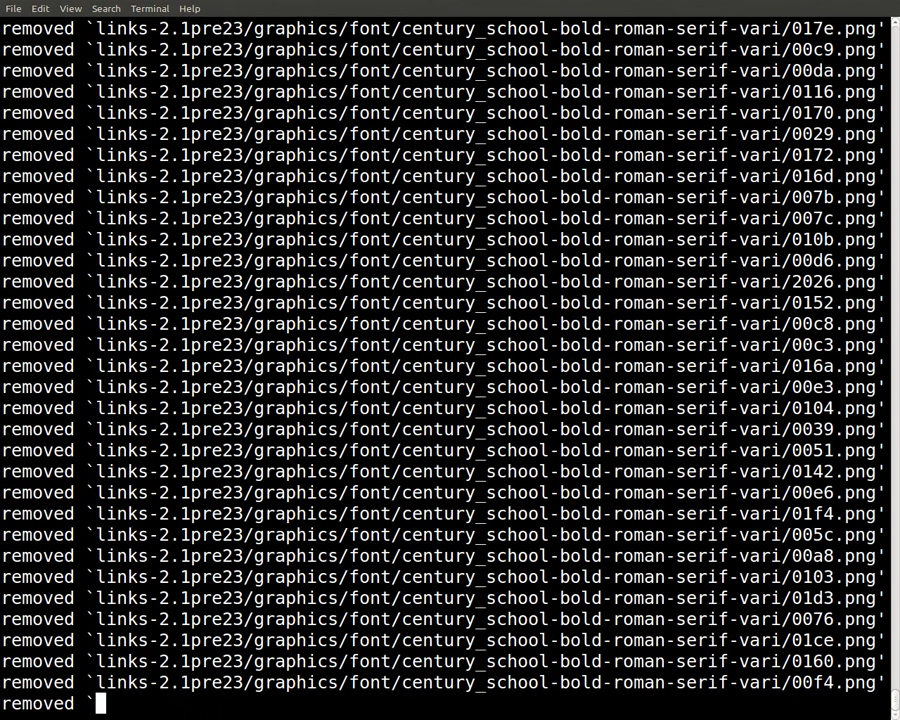 File Edit View Search Terminal Help
removed `links-2.1pre23/graphics/font/century_school-bold-roman-serif-vari/017e.png'
removed `links-2.1pre23/graphics/font/century_school-bold-roman-serif-vari/00c9.png'
removed `links-2.1pre23/graphics/font/century_school-bold-roman-serif-vari/00da.png'
removed `links-2.1pre23/graphics/font/century_school-bold-roman-serif-vari/0116.png'
removed `links-2.1pre23/graphics/font/century_school-bold-roman-serif-vari/0170.png'
removed `links-2.1pre23/graphics/font/century_school-bold-roman-serif-vari/0029.png'
removed `links-2.1pre23/graphics/font/century_school-bold-roman-serif-vari/0172.png'
removed `links-2.1pre23/graphics/font/century_school-bold-roman-serif-vari/016d.png'
removed `links-2.1pre23/graphics/font/century_school-bold-roman-serif-vari/007b.png'
removed `links-2.1pre23/graphics/font/century_school-bold-roman-serif-vari/007c.png'
removed `links-2.1pre23/graphics/font/century_school-bold-roman-serif-vari/010b.png'
removed `links-2.1pre23/graphics/font/century_school-bold-roman-serif-vari/00d6.png'
removed `links-2.1pre23/graphics/font/century_school-bold-roman-serif-vari/2026.png'
removed `links-2.1pre23/graphics/font/century_school-bold-roman-serif-vari/0152.png'
removed `links-2.1pre23/graphics/font/century_school-bold-roman-serif-vari/00c8.png'
removed `links-2.1pre23/graphics/font/century_school-bold-roman-serif-vari/00c3.png'
removed `links-2.1pre23/graphics/font/century_school-bold-roman-serif-vari/016a.png'
removed `links-2.1pre23/graphics/font/century_school-bold-roman-serif-vari/00e3.png'
removed `links-2.1pre23/graphics/font/century_school-bold-roman-serif-vari/0104.png'
removed `links-2.1pre23/graphics/font/century_school-bold-roman-serif-vari/0039.png'
removed `links-2.1pre23/graphics/font/century_school-bold-roman-serif-vari/0051.png'
removed `links-2.1pre23/graphics/font/century_school-bold-roman-serif-vari/0142.png'
removed `links-2.1pre23/graphics/font/century_school-bold-roman-serif-vari/00e6.png'
removed `links-2.1pre23/graphics/font/century_school-bold-roman-serif-vari/01f4.png'
removed `links-2.1pre23/graphics/font/century_school-bold-roman-serif-vari/005c.png'
removed `links-2.1pre23/graphics/font/century_school-bold-roman-serif-vari/00a8.png'
removed `links-2.1pre23/graphics/font/century_school-bold-roman-serif-vari/0103.png'
removed `links-2.1pre23/graphics/font/century_school-bold-roman-serif-vari/01d3.png'
removed `links-2.1pre23/graphics/font/century_school-bold-roman-serif-vari/0076.png'
removed `links-2.1pre23/graphics/font/century_school-bold-roman-serif-vari/01ce.png'
removed `links-2.1pre23/graphics/font/century_school-bold-roman-serif-vari/0160.png'
removed `links-2.1pre23/graphics/font/century_school-bold-roman-serif-vari/00f4.png'
removed `